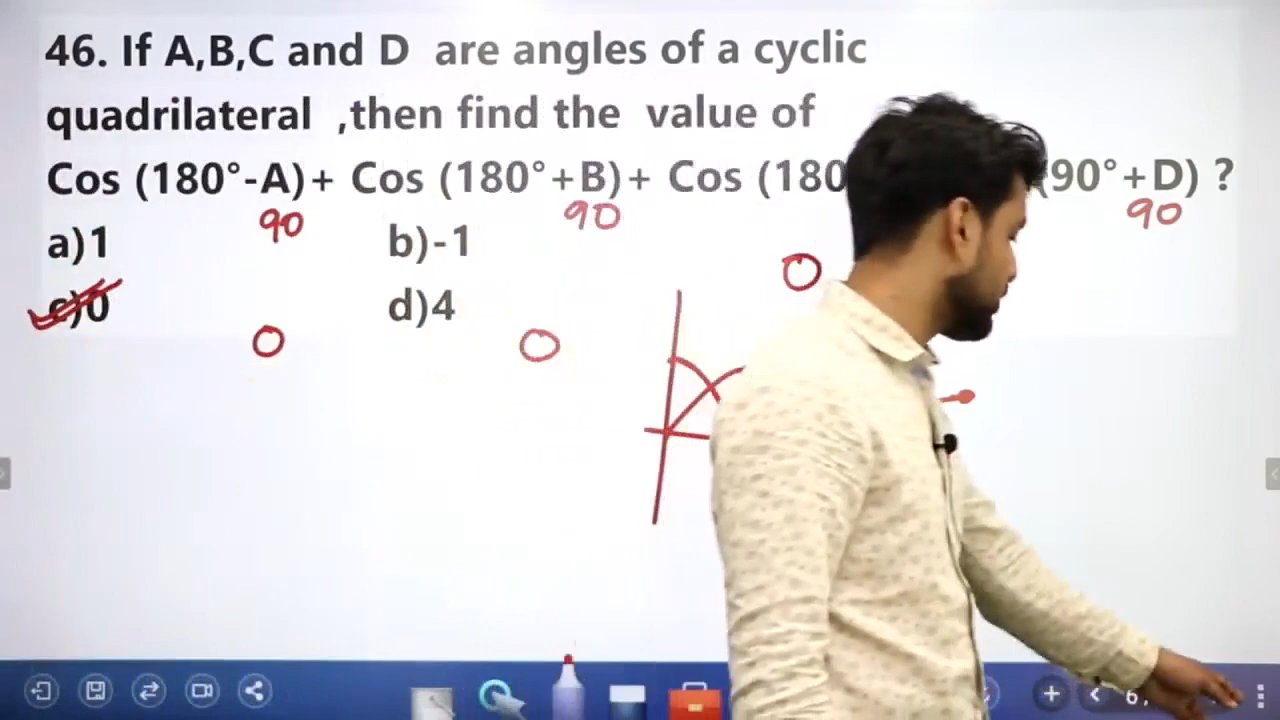 46. If A,B,C and D are angles of a cyclic
quadrilateral ,then find the value of
Cos (180°-A)+ Cos (180°+B)+ Cos (180 (90°+D) ?
90 90 90
a)1 b)-1
0
c)0 d)4
0 0
6,